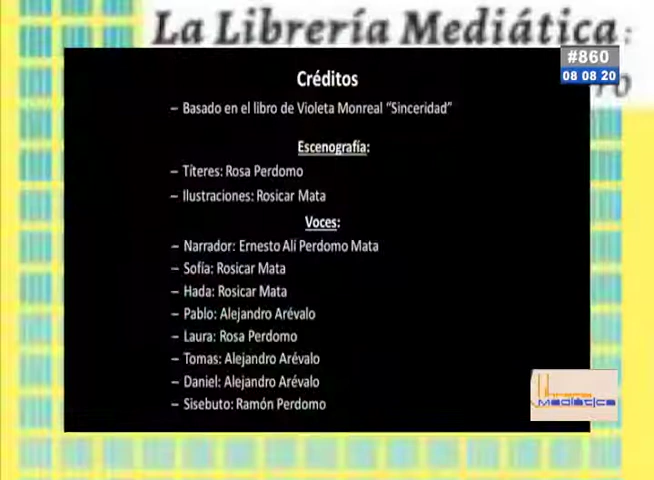 La Librería Mediática:
#860
08 08 20
Créditos
– Basado en el libro de Violeta Monreal “Sinceridad”
Escenografía:
– Títeres: Rosa Perdomo
– Ilustraciones: Rosicar Mata
Voces:
– Narrador: Ernesto Alí Perdomo Mata
– Sofía: Rosicar Mata
– Hada: Rosicar Mata
– Pablo: Alejandro Arévalo
– Laura: Rosa Perdomo
– Tomas: Alejandro Arévalo
– Daniel: Alejandro Arévalo
– Sisebuto: Ramón Perdomo
Mediática